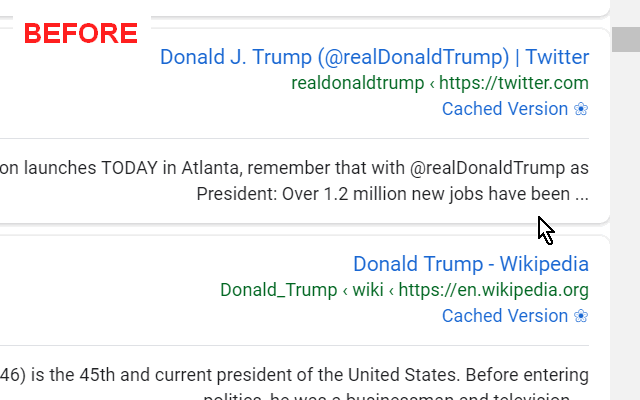 BEFORE
Donald J. Trump (@realDonaldTrump) | Twitter
realdonaldtrump ‹ https://twitter.com
Cached Version ❀
on launches TODAY in Atlanta, remember that with @realDonaldTrump as
President: Over 1.2 million new jobs have been ...
Donald Trump - Wikipedia
Donald_Trump ‹ wiki ‹ https://en.wikipedia.org
Cached Version ❀
46) is the 45th and current president of the United States. Before entering
politics, he was a businessman and television